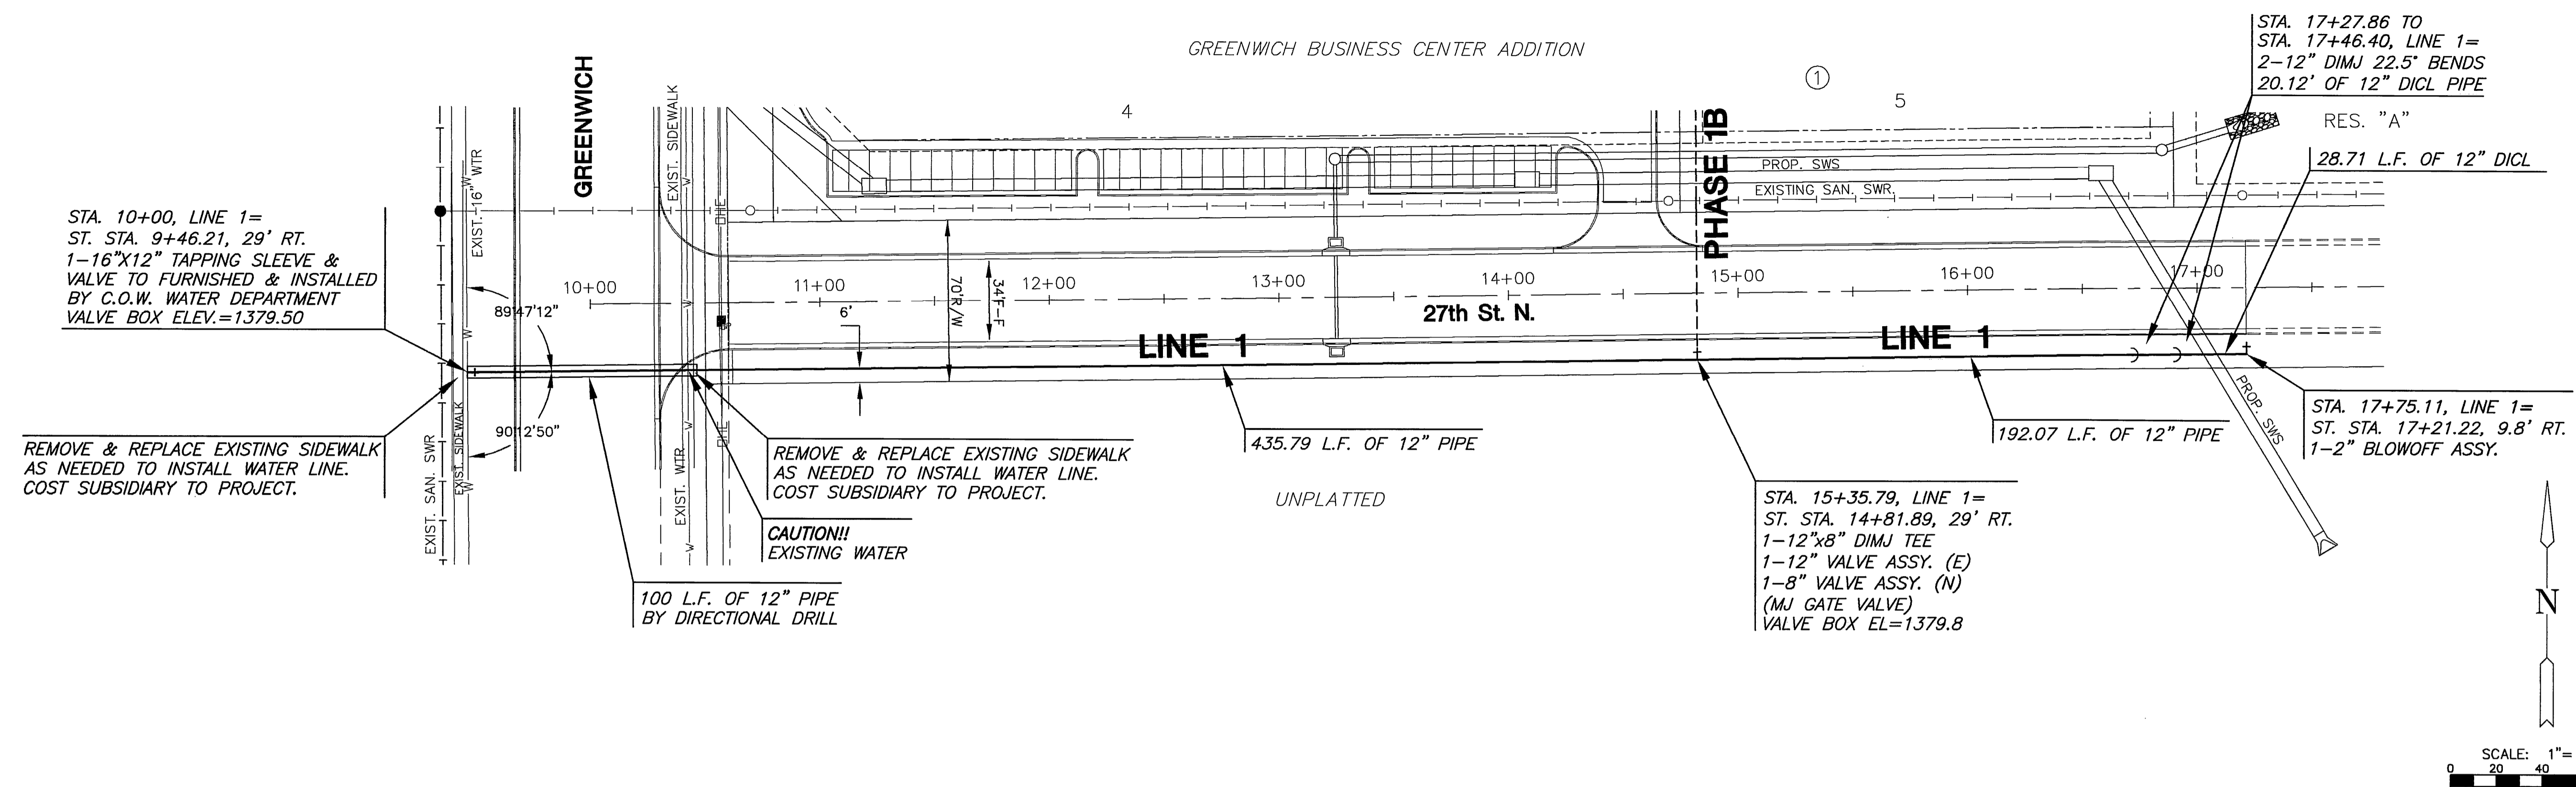 GREENWICH BUSINESS CENTER ADDITION
1
4
5
STA. 17+27.86 TO
STA. 17+46.40, LINE 1=
2-12" DIMJ 22.5° BENDS
20.12' OF 12" DICL PIPE
RES. "A"
28.71 L.F. OF 12" DICL
GREENWICH
EXIST. SIDEWALK
EXIST. 16" WTR
W
W
W
OHE
PHASE 1B
PROP. SWS
EXISTING SAN. SWR.
STA. 10+00, LINE 1=
ST. STA. 9+46.21, 29' RT.
1-16"X12" TAPPING SLEEVE &
VALVE TO FURNISHED & INSTALLED
BY C.O.W. WATER DEPARTMENT
VALVE BOX ELEV.=1379.50
10+00
11+00
12+00
13+00
14+00
15+00
16+00
17+00
70'R/W
34'F-F
89°47'12"
6'
27th St. N.
LINE 1
LINE 1
90°12'50"
W
W
W
REMOVE & REPLACE EXISTING SIDEWALK
AS NEEDED TO INSTALL WATER LINE.
COST SUBSIDIARY TO PROJECT.
EXIST. SAN. SWR
EXIST. SIDEWALK
EXIST. WTR
W
W
OHE
REMOVE & REPLACE EXISTING SIDEWALK
AS NEEDED TO INSTALL WATER LINE.
COST SUBSIDIARY TO PROJECT.
CAUTION!!
EXISTING WATER
100 L.F. OF 12" PIPE
BY DIRECTIONAL DRILL
435.79 L.F. OF 12" PIPE
UNPLATTED
192.07 L.F. OF 12" PIPE
STA. 15+35.79, LINE 1=
ST. STA. 14+81.89, 29' RT.
1-12"x8" DIMJ TEE
1-12" VALVE ASSY. (E)
1-8" VALVE ASSY. (N)
(MJ GATE VALVE)
VALVE BOX EL=1379.8
PROP. SWS
STA. 17+75.11, LINE 1=
ST. STA. 17+21.22, 9.8' RT.
1-2" BLOWOFF ASSY.
N
SCALE: 1"=
0 20 40